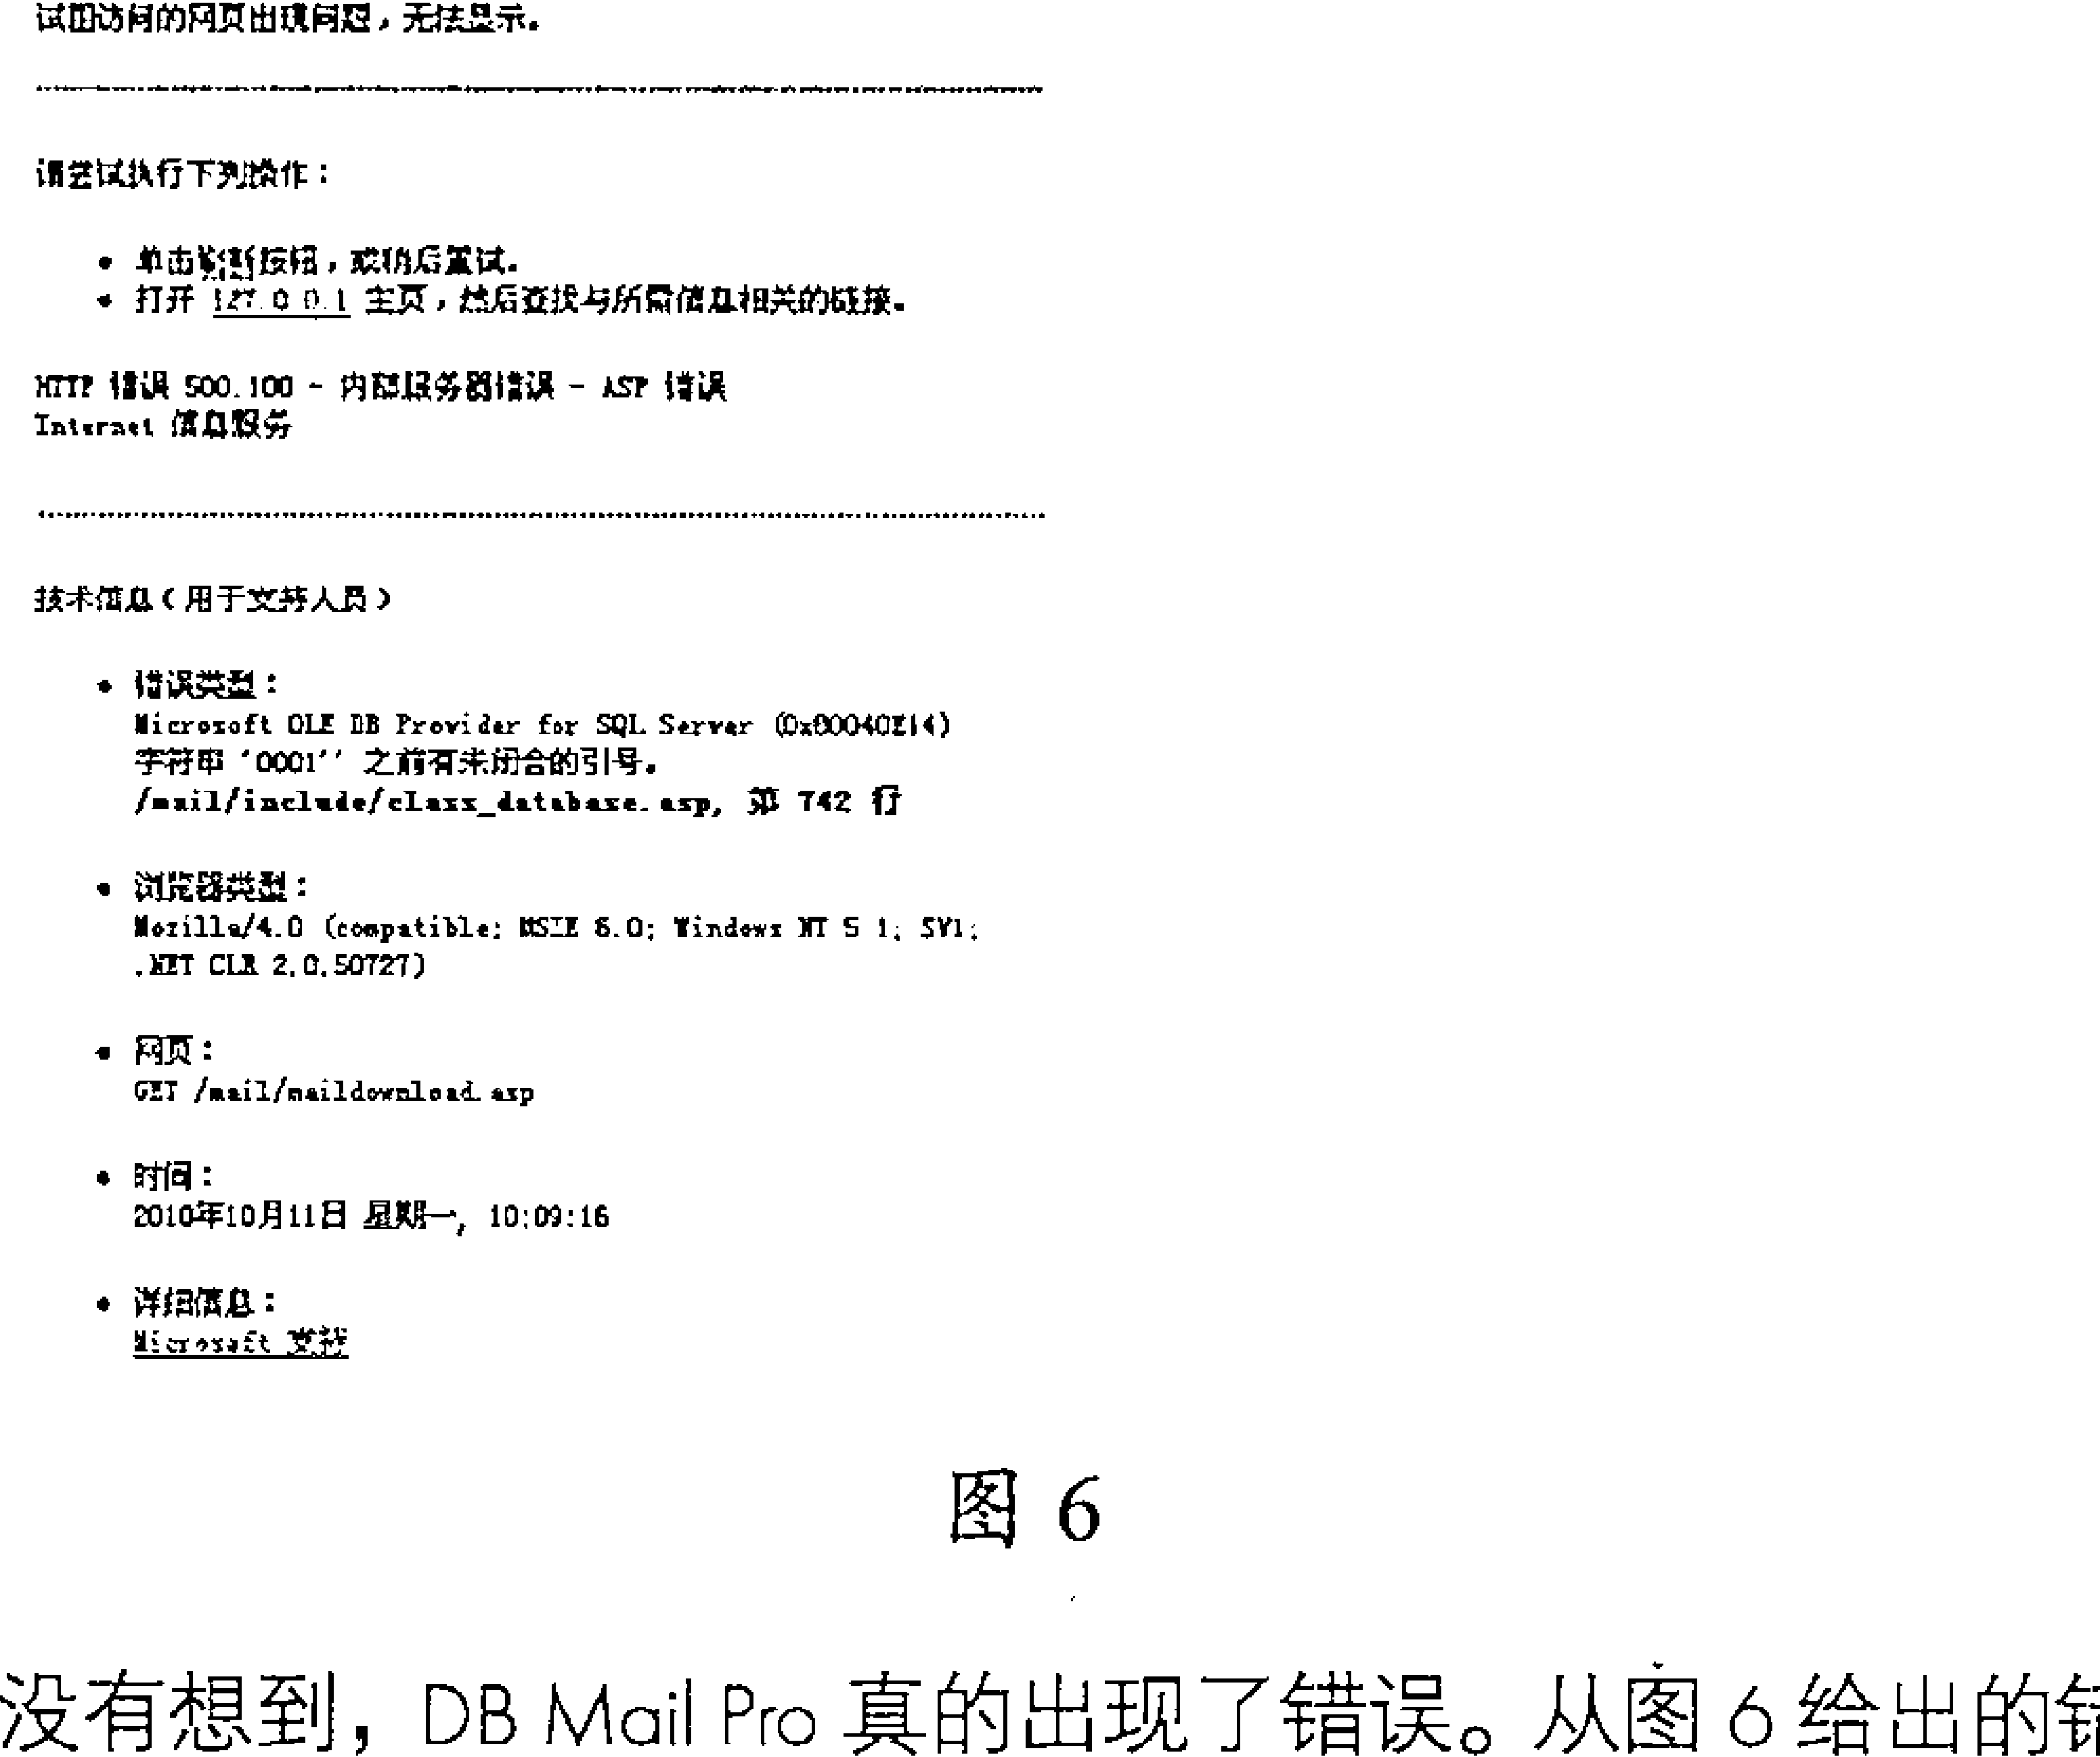 试图访问的网页出现问题，无法显示。
请尝试执行下列操作：
• 单击刷新按钮，或稍后重试。
• 打开 127.0.0.1 主页，然后查找与所需信息相关的链接。
HTTP 错误 500.100 - 内部服务器错误 - ASP 错误
Internet 信息服务
技术信息（用于支持人员）
• 错误类型：
Microsoft OLE DB Provider for SQL Server (0x80040E14)
字符串 '0001'' 之前有未闭合的引号。
/mail/include/cLass_database.asp, 第 742 行
• 浏览器类型：
Mozilla/4.0 (compatible; MSIE 6.0; Windows NT 5.1; SV1;
.NET CLR 2.0.50727)
• 网页：
GET /mail/maildownload.asp
• 时间：
2010年10月11日 星期一, 10:09:16
• 详细信息：
Microsoft 支持
图 6
没有想到，DB Mail Pro 真的出现了错误。从图 6 给出的错